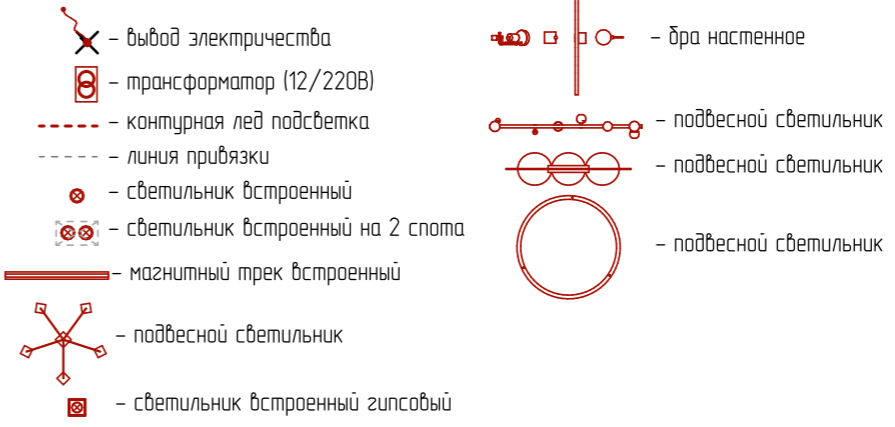 – вывод электричества
– трансформатор (12/220В)
– контурная лед подсветка
– линия привязки
– светильник встроенный
– светильник встроенный на 2 спота
– магнитный трек встроенный
– подвесной светильник
– светильник встроенный гипсовый
– бра настенное
– подвесной светильник
– подвесной светильник
– подвесной светильник